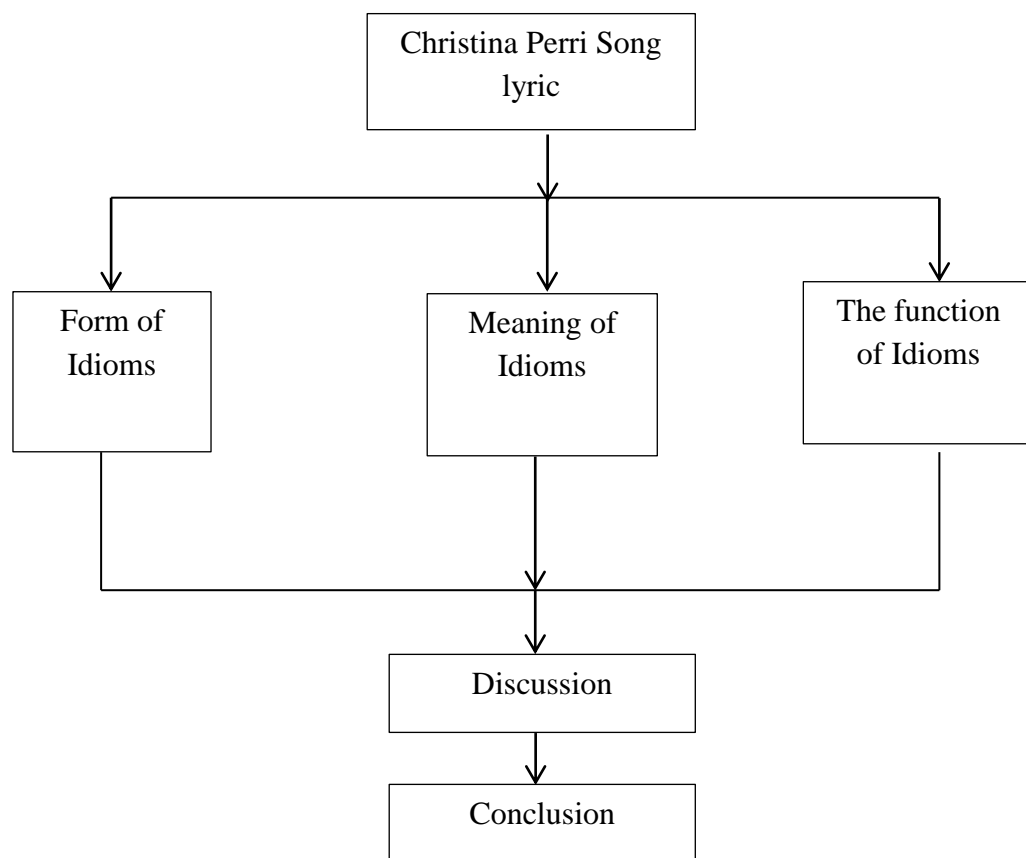 Christina Perri Song
lyric
Form of
Idioms
Meaning of
Idioms
The function
of Idioms
Discussion
Conclusion